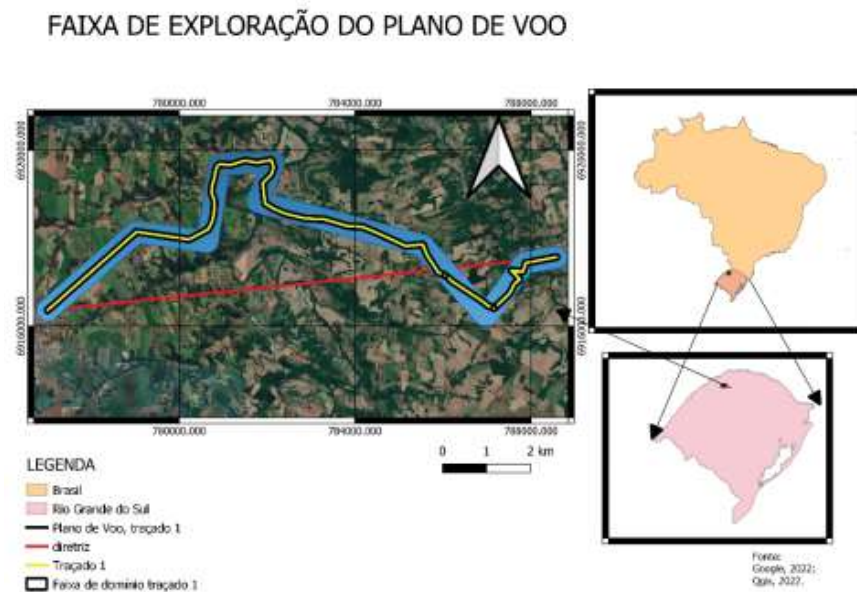 FAIXA DE EXPLORAÇÃO DO PLANO DE VOO
780000.000 784000.000 788000.000
6920000.000 6920000.000
6916000.000 6916000.000
780000.000 784000.000 788000.000
0 1 2 km
LEGENDA
Brasil
Rio Grande do Sul
Plano de Voo, traçado 1
diretriz
Traçado 1
Faixa de domínio traçado 1
Fonte:
Google, 2022;
Qgis, 2022.